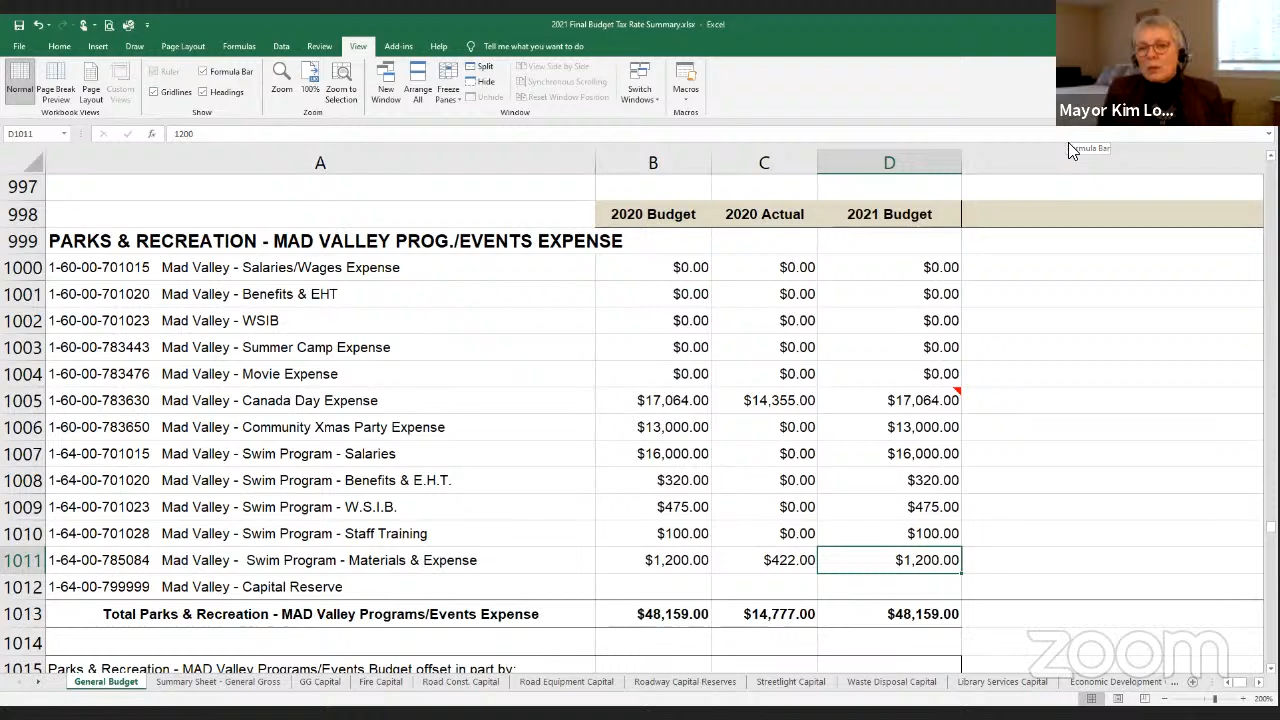 2021 Final Budget Tax Rate Summary.xlsx - Excel
File Home Insert Draw Page Layout Formulas Data Review View Add-ins Help Tell me what you want to do
Normal Page Break Preview Page Layout Custom Views
Ruler Formula Bar
Gridlines Headings
Zoom 100% Zoom to Selection
New Window Arrange All Freeze Panes
Split
Hide
Unhide
View Side by Side
Synchronous Scrolling
Reset Window Position
Switch Windows Macros
Workbook Views Show Zoom Window Macros
Mayor Kim Lo...
D1011 fx 1200
rmula Bar
A B C D
997
998 2020 Budget 2020 Actual 2021 Budget
999 PARKS & RECREATION - MAD VALLEY PROG./EVENTS EXPENSE
1000 1-60-00-701015 Mad Valley - Salaries/Wages Expense $0.00 $0.00 $0.00
1001 1-60-00-701020 Mad Valley - Benefits & EHT $0.00 $0.00 $0.00
1002 1-60-00-701023 Mad Valley - WSIB $0.00 $0.00 $0.00
1003 1-60-00-783443 Mad Valley - Summer Camp Expense $0.00 $0.00 $0.00
1004 1-60-00-783476 Mad Valley - Movie Expense $0.00 $0.00 $0.00
1005 1-60-00-783630 Mad Valley - Canada Day Expense $17,064.00 $14,355.00 $17,064.00
1006 1-60-00-783650 Mad Valley - Community Xmas Party Expense $13,000.00 $0.00 $13,000.00
1007 1-64-00-701015 Mad Valley - Swim Program - Salaries $16,000.00 $0.00 $16,000.00
1008 1-64-00-701020 Mad Valley - Swim Program - Benefits & E.H.T. $320.00 $0.00 $320.00
1009 1-64-00-701023 Mad Valley - Swim Program - W.S.I.B. $475.00 $0.00 $475.00
1010 1-64-00-701028 Mad Valley - Swim Program - Staff Training $100.00 $0.00 $100.00
1011 1-64-00-785084 Mad Valley - Swim Program - Materials & Expense $1,200.00 $422.00 $1,200.00
1012 1-64-00-799999 Mad Valley - Capital Reserve
1013 Total Parks & Recreation - MAD Valley Programs/Events Expense $48,159.00 $14,777.00 $48,159.00
1014
1015 Parks & Recreation - MAD Valley Programs/Events Budget offset in part by:
zoom
General Budget Summary Sheet - General Gross GG Capital Fire Capital Road Const. Capital Road Equipment Capital Roadway Capital Reserves Streetlight Capital Waste Disposal Capital Library Services Capital Economic Development ...
200%